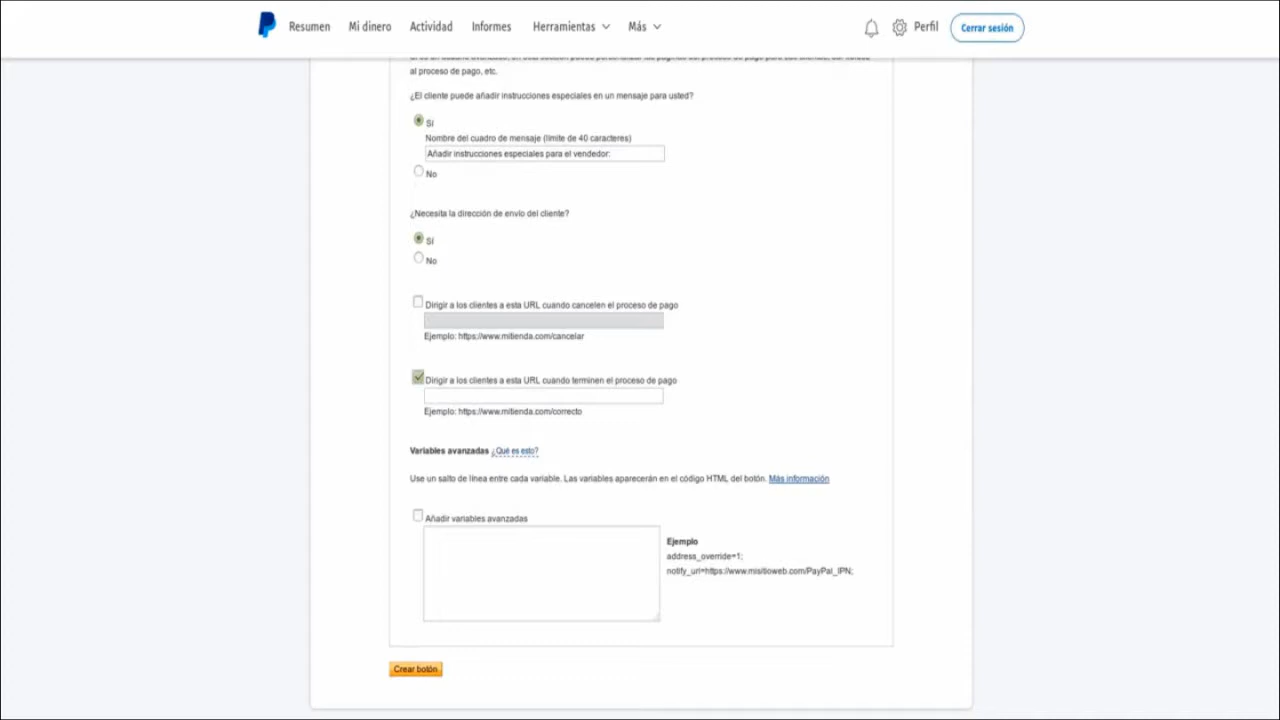 Resumen Mi dinero Actividad Informes Herramientas Más Perfil Cerrar sesión
al proceso de pago, etc.
¿El cliente puede añadir instrucciones especiales en un mensaje para usted?
Sí
Nombre del cuadro de mensaje (límite de 40 caracteres)
Añadir instrucciones especiales para el vendedor:
No
¿Necesita la dirección de envío del cliente?
Sí
No
Dirigir a los clientes a esta URL cuando cancelen el proceso de pago
Ejemplo: https://www.mitienda.com/cancelar
Dirigir a los clientes a esta URL cuando terminen el proceso de pago
Ejemplo: https://www.mitienda.com/correcto
Variables avanzadas ¿Qué es esto?
Use un salto de línea entre cada variable. Las variables aparecerán en el código HTML del botón. Más información
Añadir variables avanzadas
Ejemplo
address_override=1;
notify_url=https://www.misitioweb.com/PayPal_IPN;
Crear botón